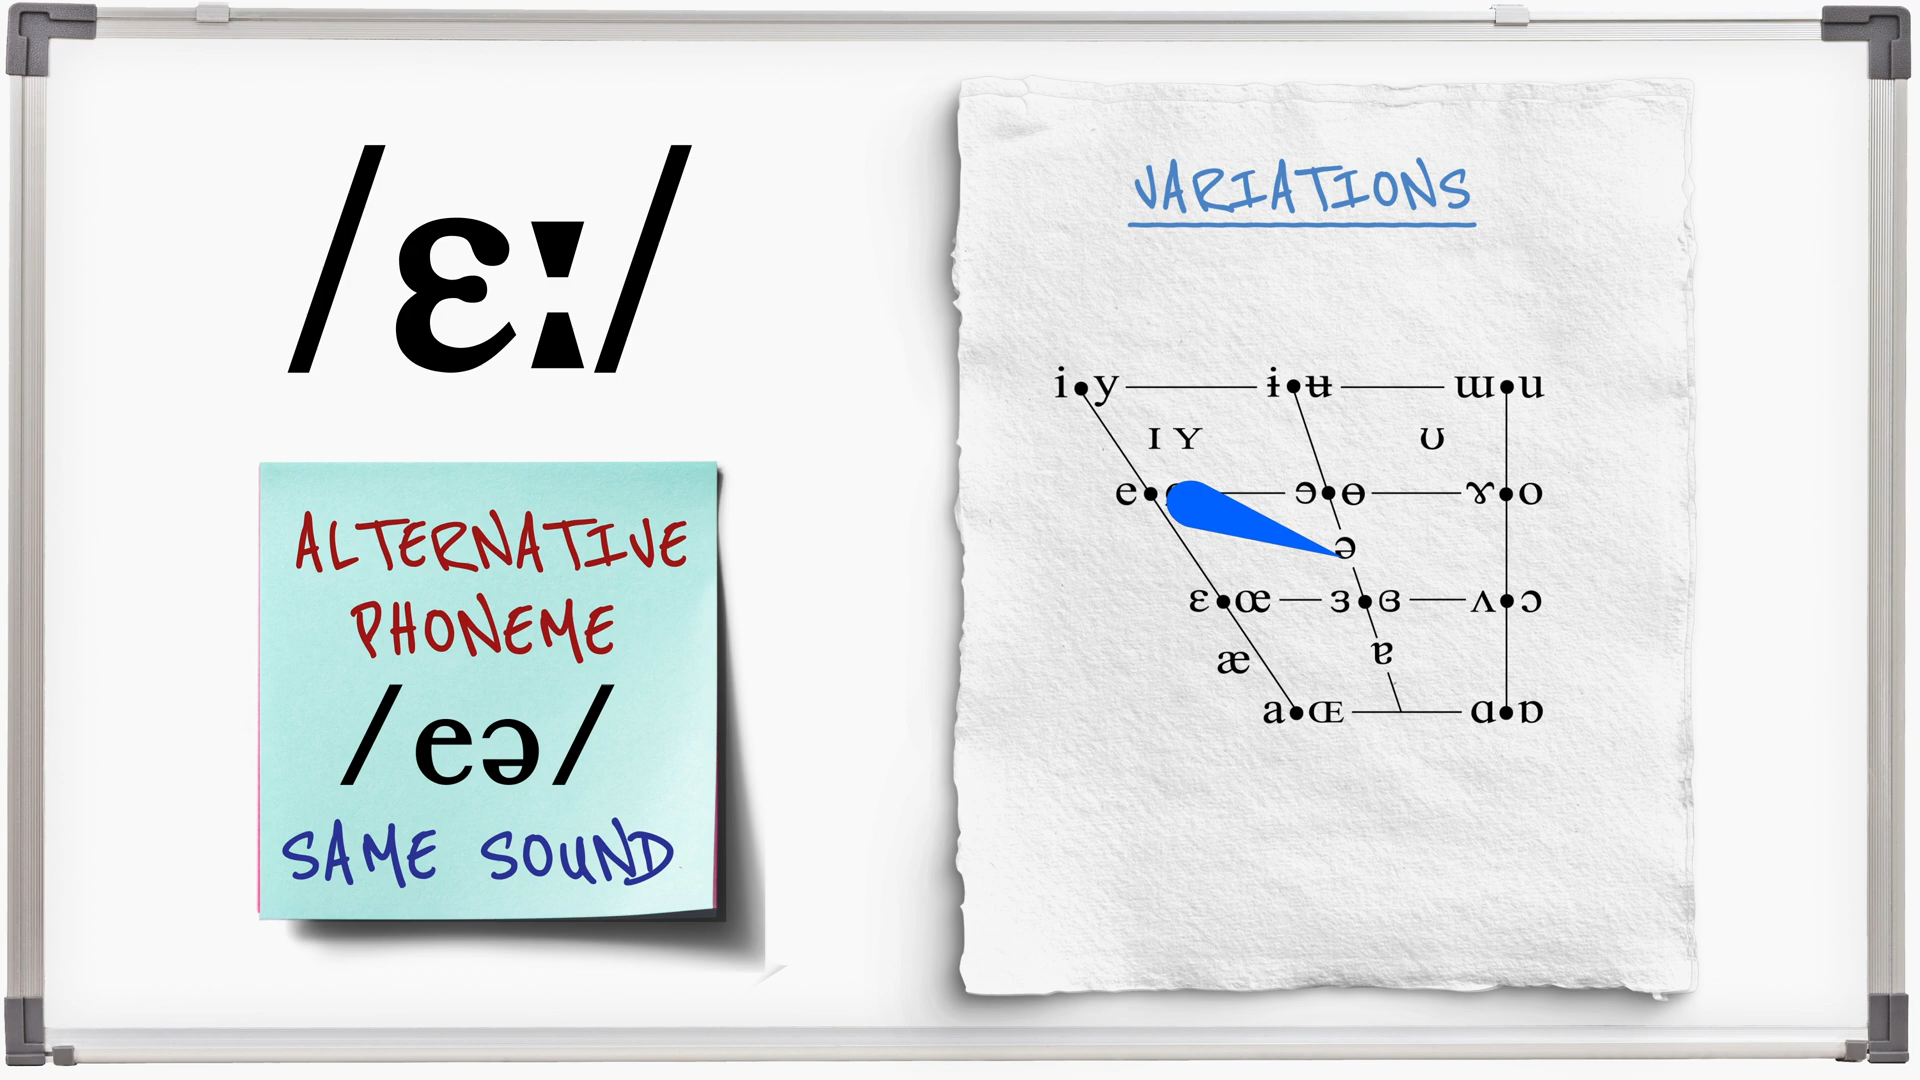 /ɛː/
ALTERNATIVE
PHONEME
/eə/
SAME SOUND
VARIATIONS
i y ɨ ʉ ɯ u
ɪ ʏ ʊ
e ɘ ɵ ɤ o
ə
ɛ œ ɜ ɞ ʌ ɔ
æ ɐ
a ɶ ɑ ɒ